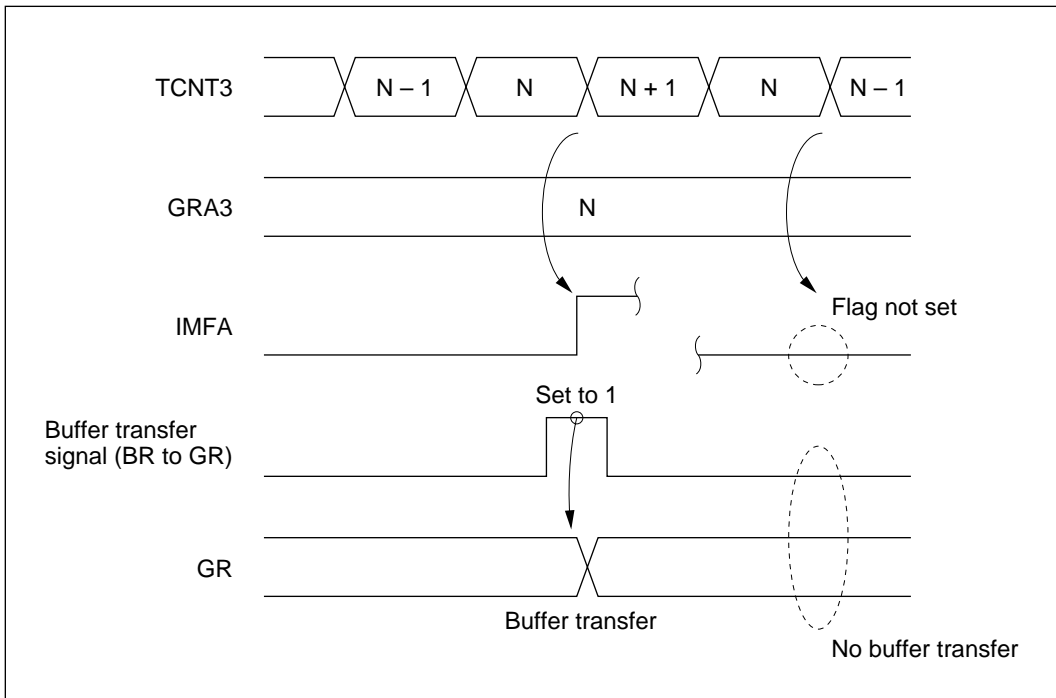 TCNT3 N – 1 N N + 1 N N – 1
GRA3 N
Flag not set
IMFA
Set to 1
Buffer transfer
signal (BR to GR)
GR
Buffer transfer
No buffer transfer